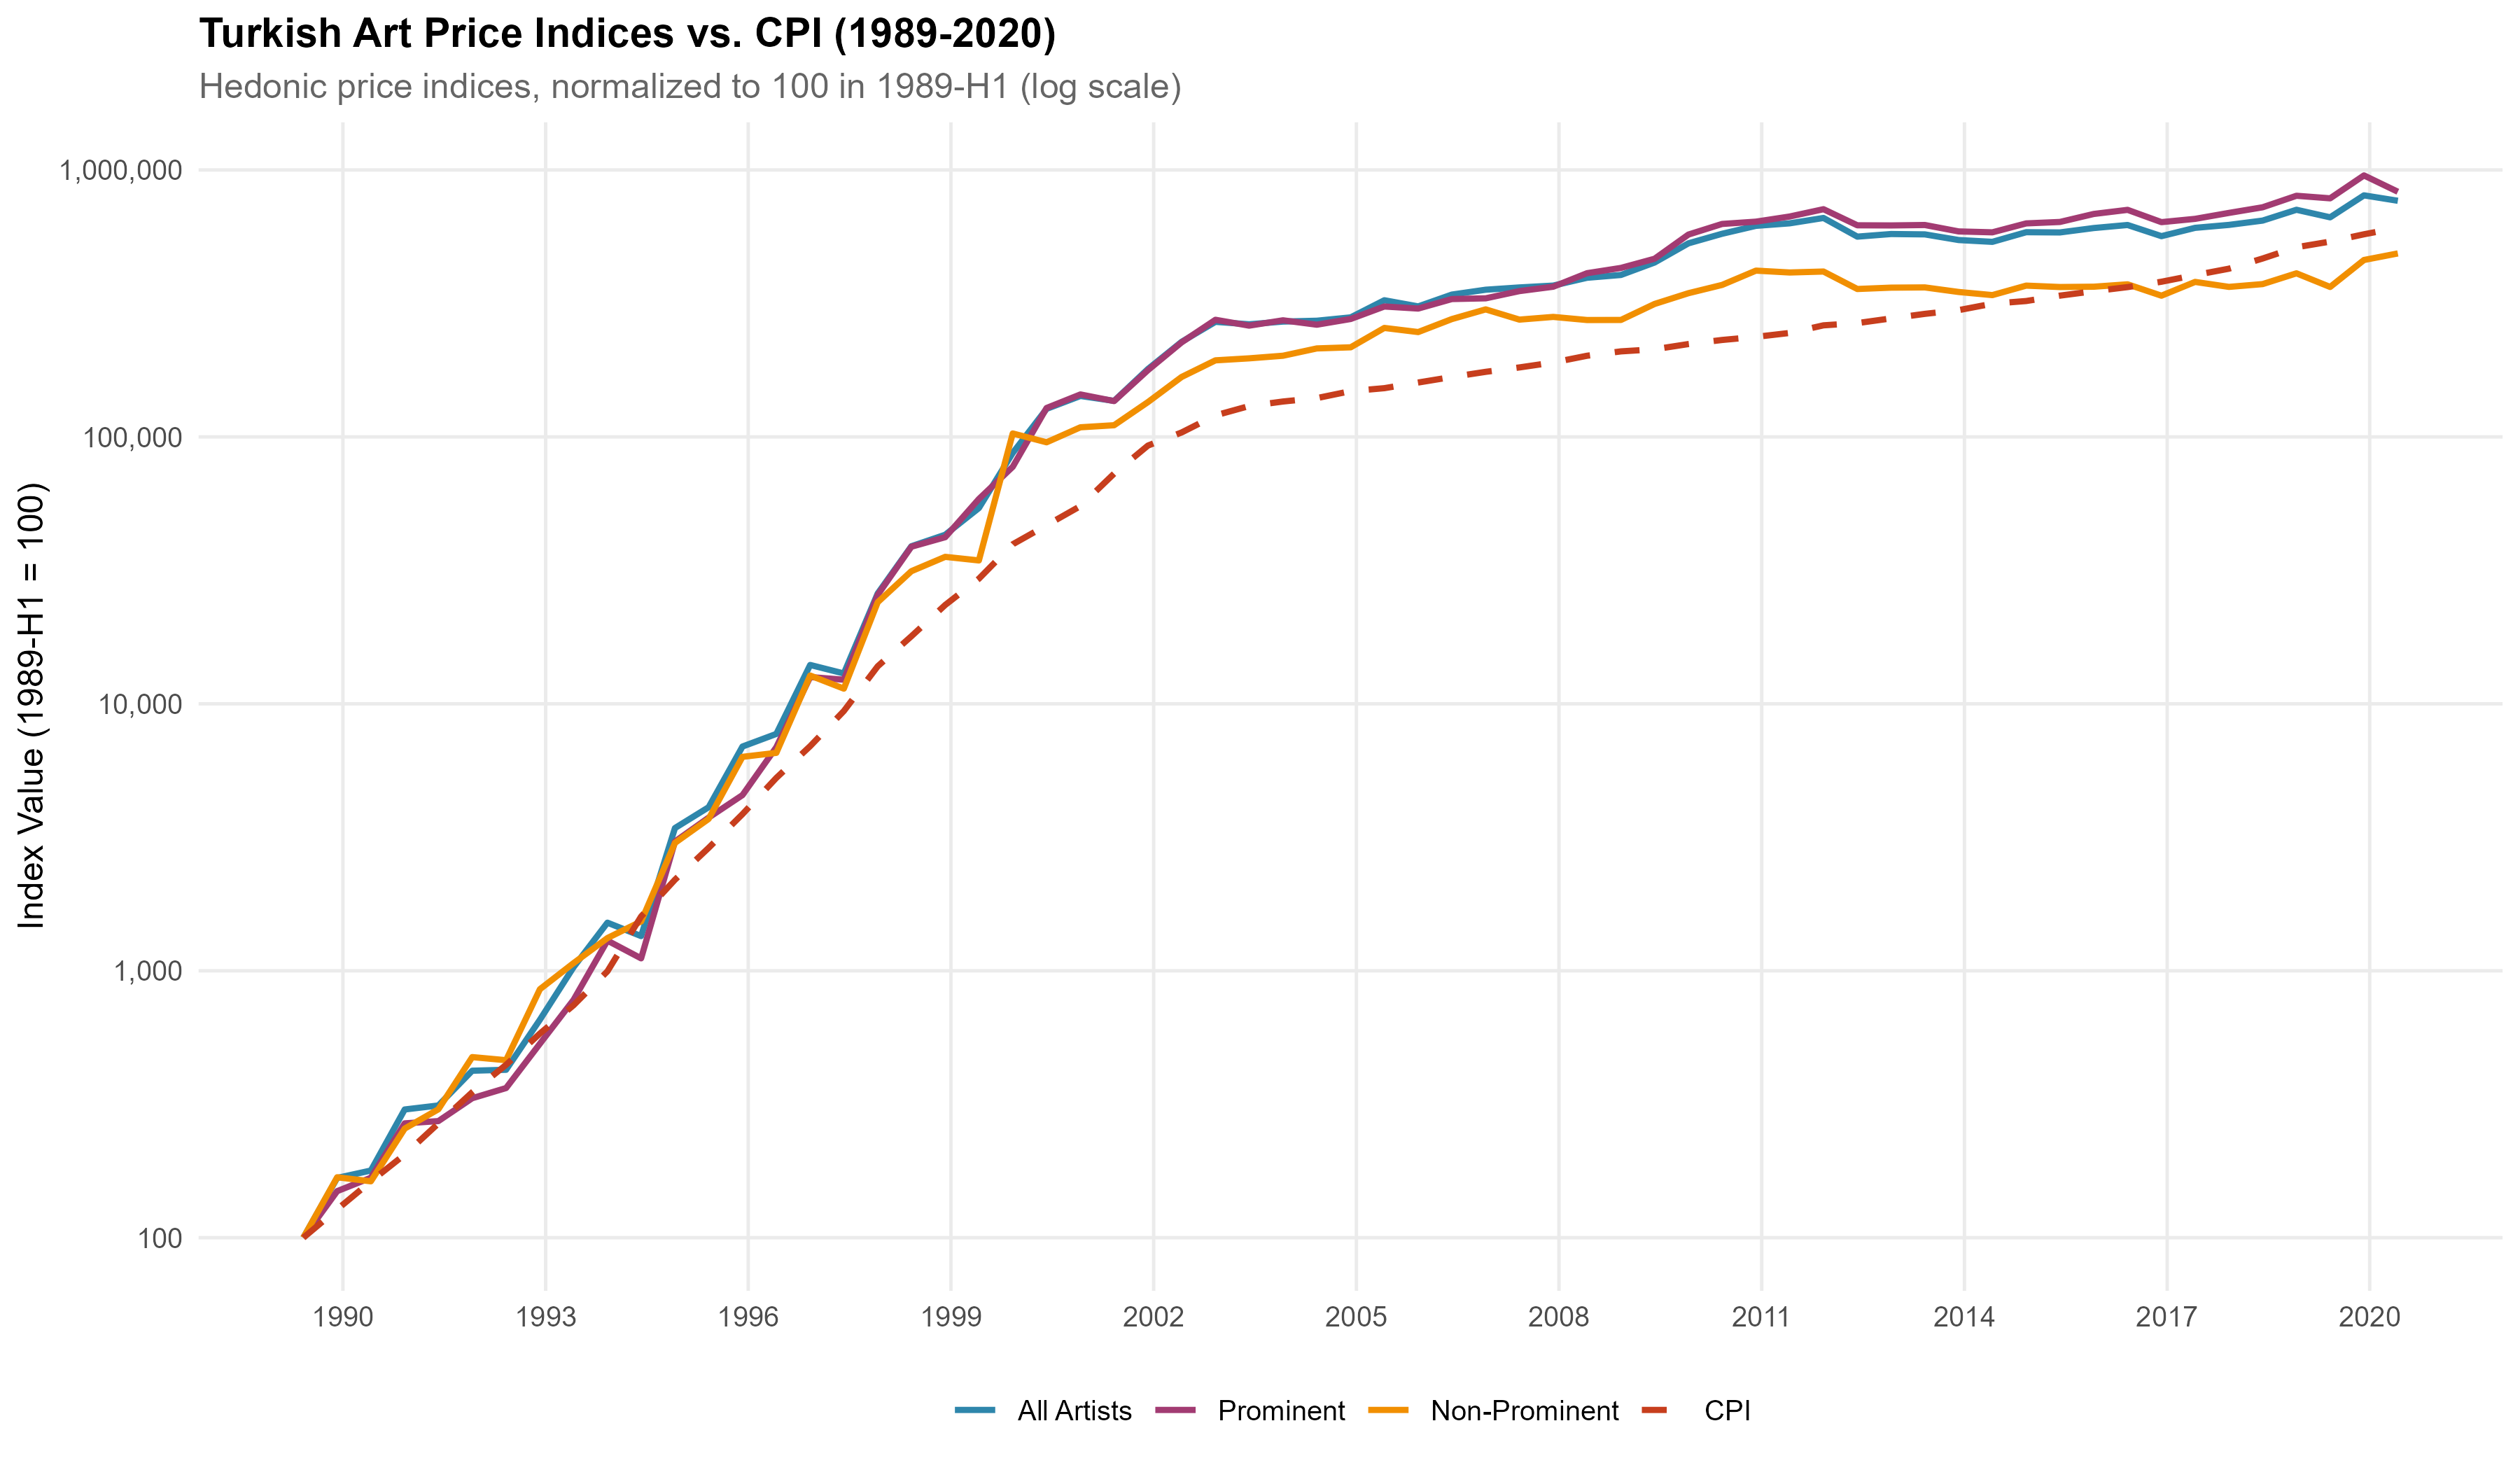 Turkish Art Price Indices vs. CPI (1989-2020)
Hedonic price indices, normalized to 100 in 1989-H1 (log scale)
Index Value (1989-H1 = 100)
1,000,000
100,000
10,000
1,000
100
1990 1993 1996 1999 2002 2005 2008 2011 2014 2017 2020
All Artists Prominent Non-Prominent CPI